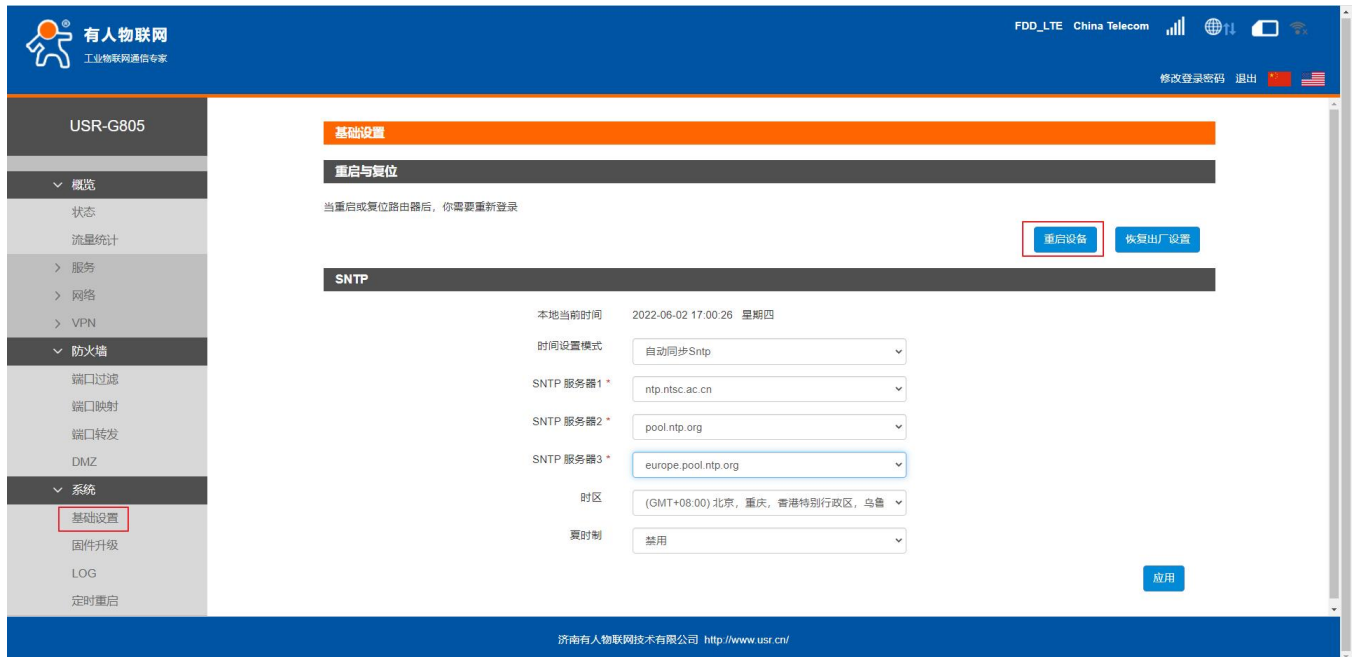 有人物联网
工业物联网通信专家
FDD_LTE China Telecom
修改登录密码 退出
USR-G805
概览
状态
流量统计
服务
网络
VPN
防火墙
端口过滤
端口映射
端口转发
DMZ
系统
基础设置
固件升级
LOG
定时重启
基础设置
重启与复位
当重启或复位路由器后，你需要重新登录
重启设备 恢复出厂设置
SNTP
本地当前时间 2022-06-02 17:00:26 星期四
时间设置模式 自动同步Sntp
SNTP 服务器1 * ntp.ntsc.ac.cn
SNTP 服务器2 * pool.ntp.org
SNTP 服务器3 * europe.pool.ntp.org
时区 (GMT+08:00) 北京，重庆，香港特别行政区，乌鲁
夏时制 禁用
应用
济南有人物联网技术有限公司 http://www.usr.cn/